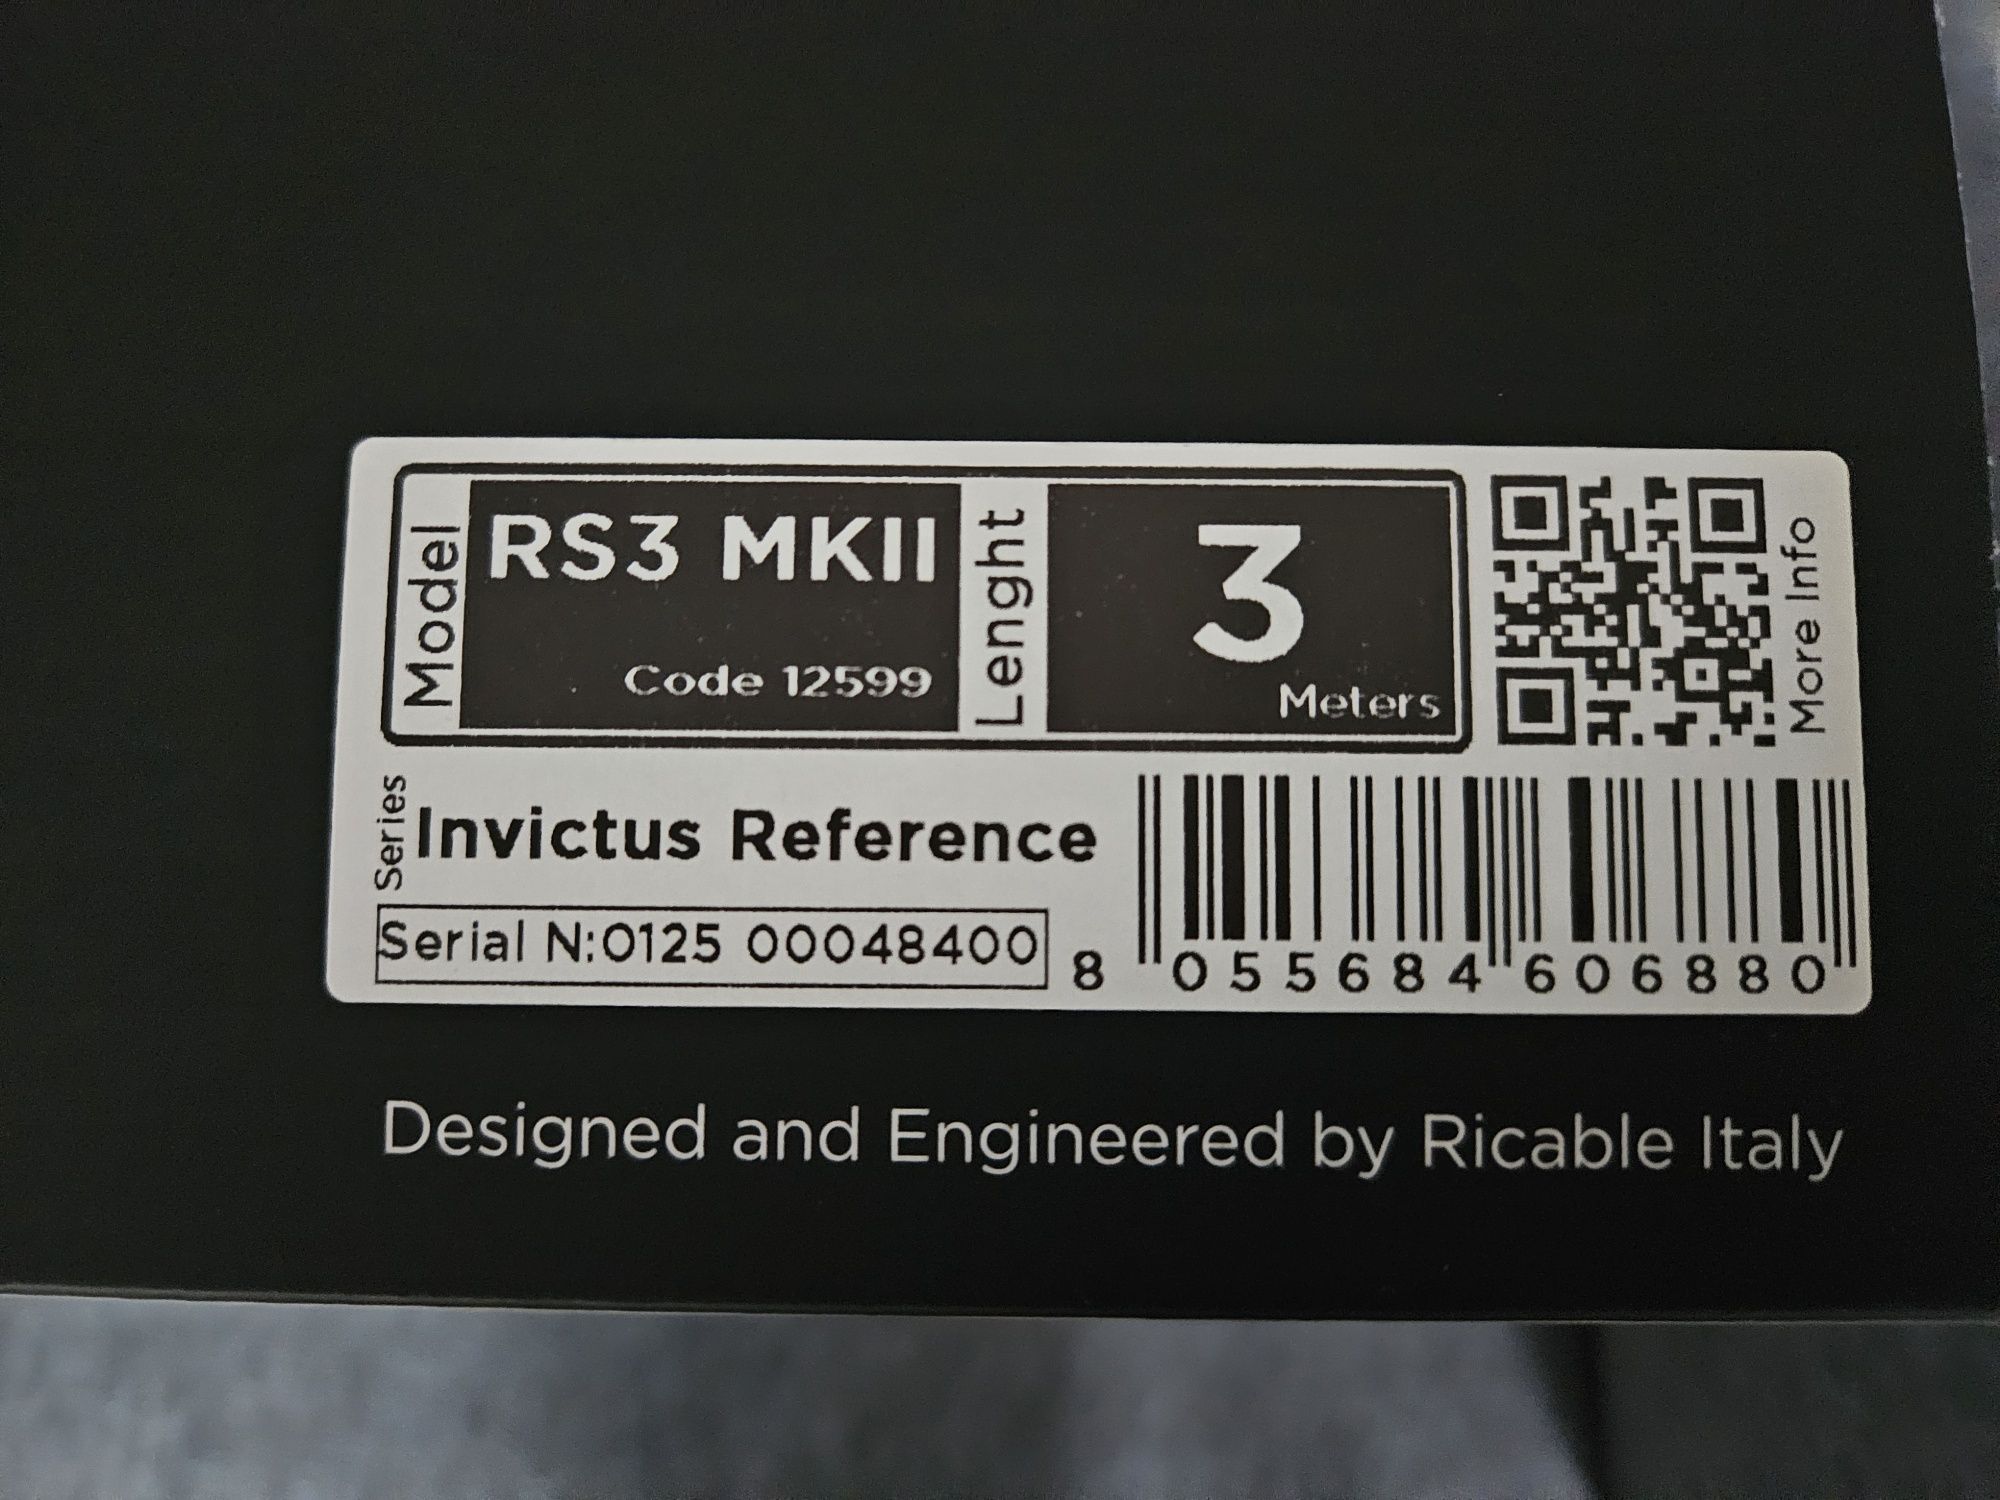 Model
RS3 MKII
Code 12599
Lenght
3
Meters
More Info
Series
Invictus Reference
Serial N:0125 00048400
8 055684 606880
Designed and Engineered by Ricable Italy